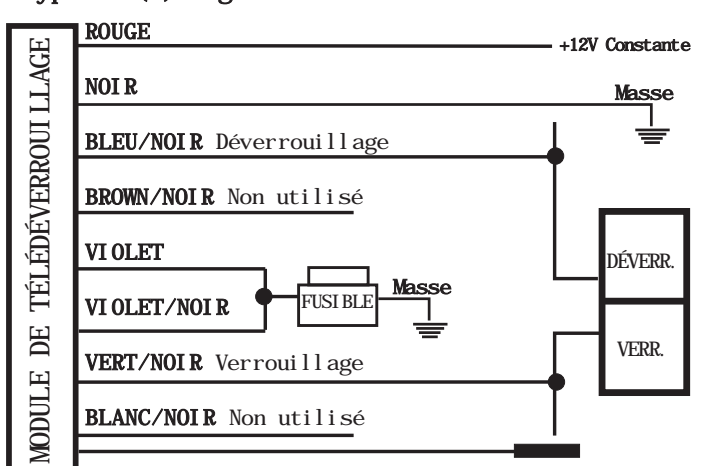 MODULE DE TÉLÉDÉVERROUILLAGE
ROUGE
+12V Constante
NOIR
Masse
BLEU/NOIR Déverrouillage
BROWN/NOIR Non utilisé
VIOLET
FUSIBLE
Masse
DÉVERR.
VIOLET/NOIR
VERT/NOIR Verrouillage
VERR.
BLANC/NOIR Non utilisé